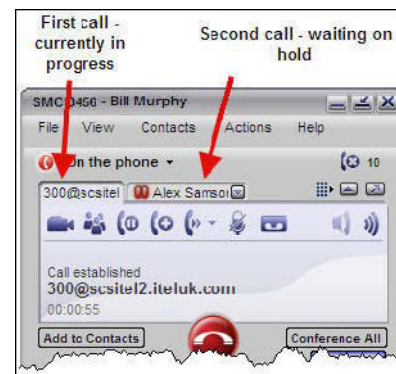 First call -
currently in
progress
Second call - waiting on
hold
SMC 0456 - Bill Murphy
File View Contacts Actions Help
On the phone
10
300@scsitel
Alex Samson
Call established
300@scsitel2.iteluk.com
00:00:55
Add to Contacts
Conference All